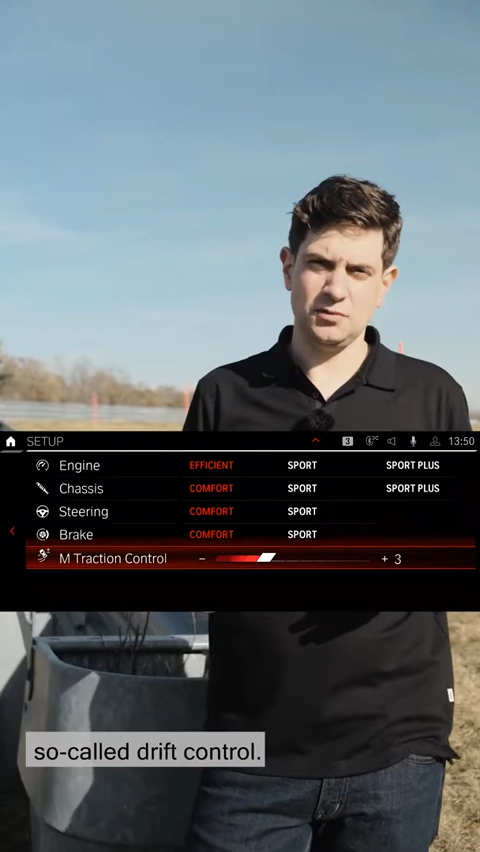 SETUP 3 13:50
Engine EFFICIENT SPORT SPORT PLUS
Chassis COMFORT SPORT SPORT PLUS
Steering COMFORT SPORT
Brake COMFORT SPORT
M Traction Control − + 3
so-called drift control.